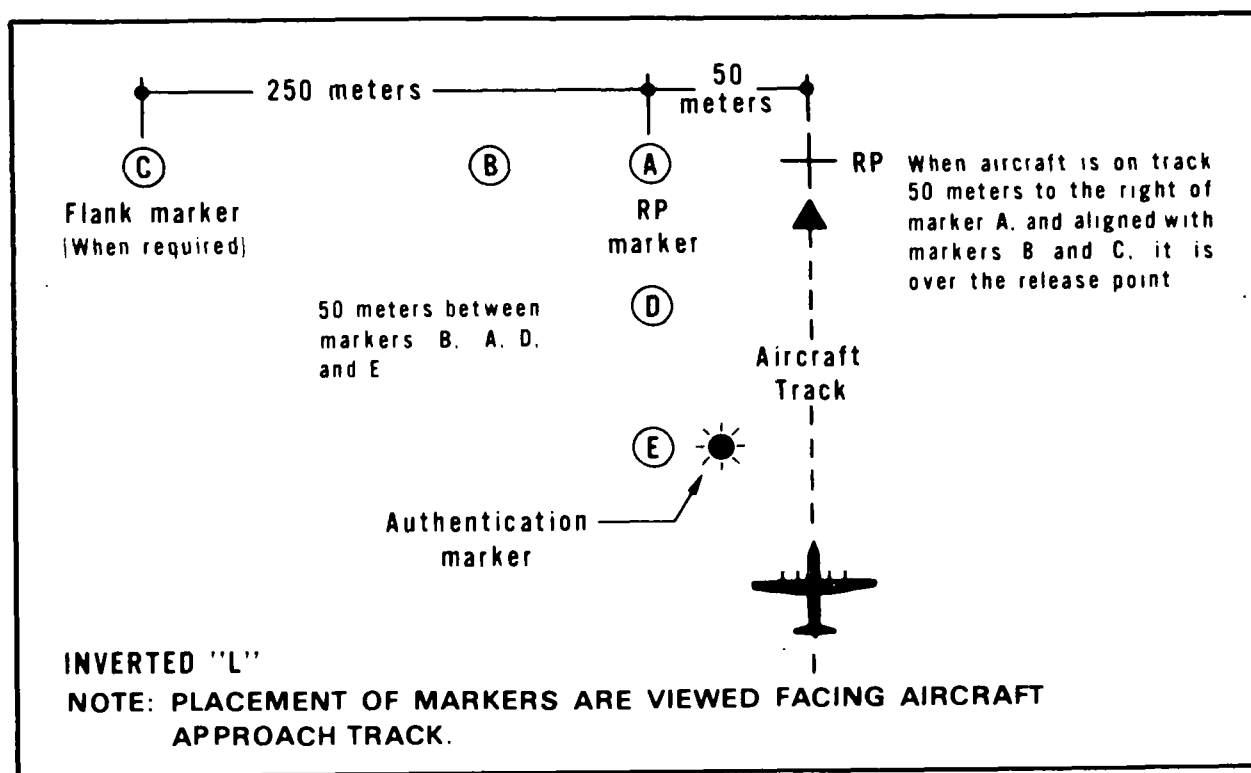 250 meters
50
meters
C
B
A
RP
Flank marker
(When required)
RP
marker
When aircraft is on track
50 meters to the right of
marker A, and aligned with
markers B and C, it is
over the release point
50 meters between
markers B, A, D,
and E
D
Aircraft
Track
E
Authentication
marker
INVERTED "L"
NOTE: PLACEMENT OF MARKERS ARE VIEWED FACING AIRCRAFT
APPROACH TRACK.